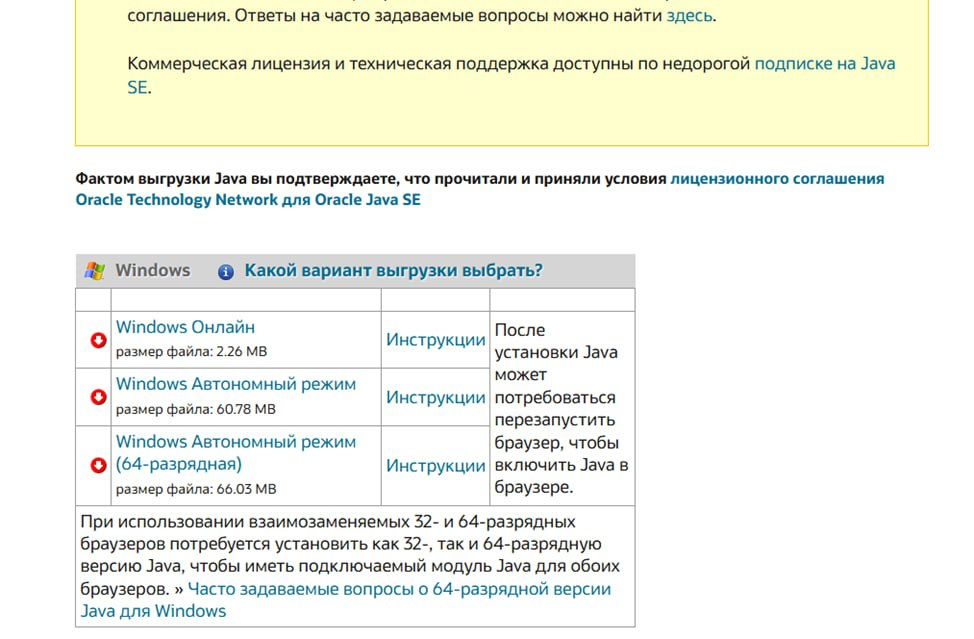 соглашения. Ответы на часто задаваемые вопросы можно найти здесь.
Коммерческая лицензия и техническая поддержка доступны по недорогой подписке на Java
SE.
Фактом выгрузки Java вы подтверждаете, что прочитали и приняли условия лицензионного соглашения
Oracle Technology Network для Oracle Java SE
Windows Какой вариант выгрузки выбрать?
Windows Онлайн
размер файла: 2.26 MB
Инструкции
Windows Автономный режим
размер файла: 60.78 MB
Инструкции
Windows Автономный режим
(64-разрядная)
размер файла: 66.03 MB
Инструкции
После
установки Java
может
потребоваться
перезапустить
браузер, чтобы
включить Java в
браузере.
При использовании взаимозаменяемых 32- и 64-разрядных
браузеров потребуется установить как 32-, так и 64-разрядную
версию Java, чтобы иметь подключаемый модуль Java для обоих
браузеров. » Часто задаваемые вопросы о 64-разрядной версии
Java для Windows